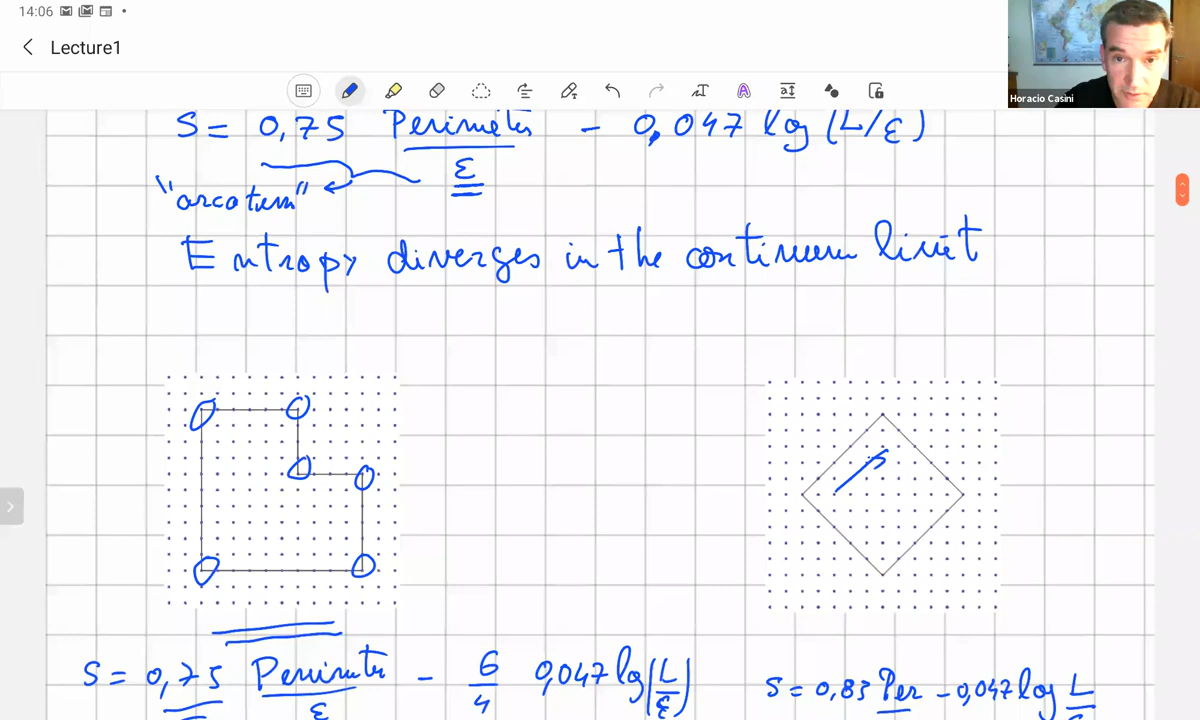 14:06
Lecture1
Horacio Casini
S = 0,75 Perimeter / ε - 0,047 log (L/ε)
"area term"
Entropy diverges in the continuum limit
S = 0,75 Perimeter / ε - 6/4 0,047 log(L/ε)
S = 0,83 Per - 0,047 log L